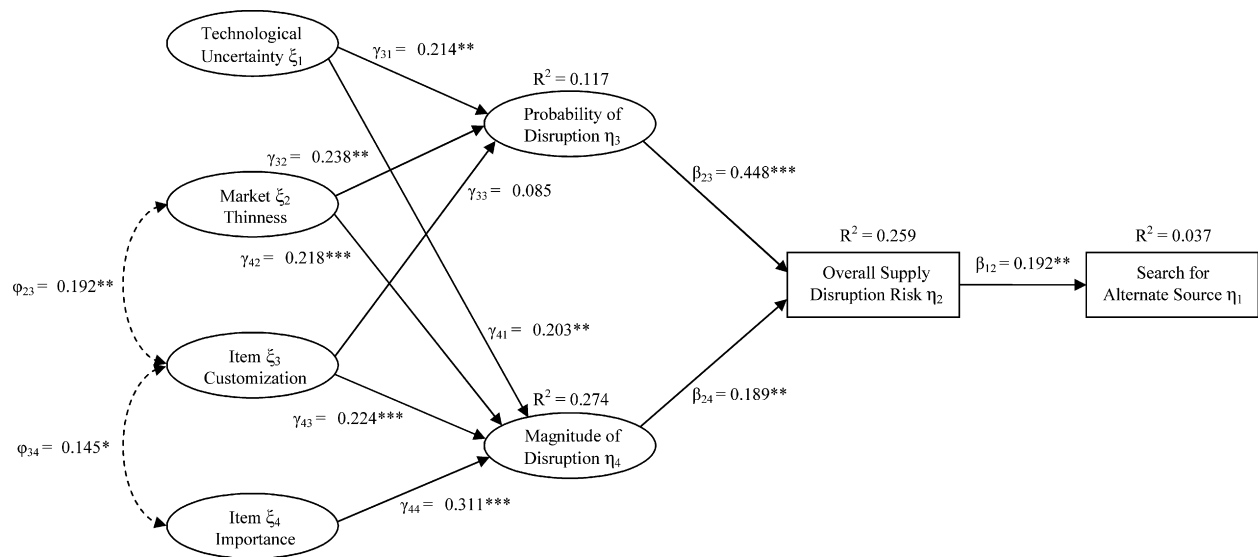 Technological
Uncertainty ξ₁
γ₃₁ = 0.214**
R² = 0.117
Probability of
Disruption η₃
γ₃₂ = 0.238**
γ₃₃ = 0.085
Market ξ₂
Thinness
β₂₃ = 0.448***
γ₄₂ = 0.218***
R² = 0.259
Overall Supply
Disruption Risk η₂
β₁₂ = 0.192**
R² = 0.037
Search for
Alternate Source η₁
φ₂₃ = 0.192**
γ₄₁ = 0.203**
Item ξ₃
Customization
R² = 0.274
β₂₄ = 0.189**
γ₄₃ = 0.224***
Magnitude of
Disruption η₄
φ₃₄ = 0.145*
γ₄₄ = 0.311***
Item ξ₄
Importance